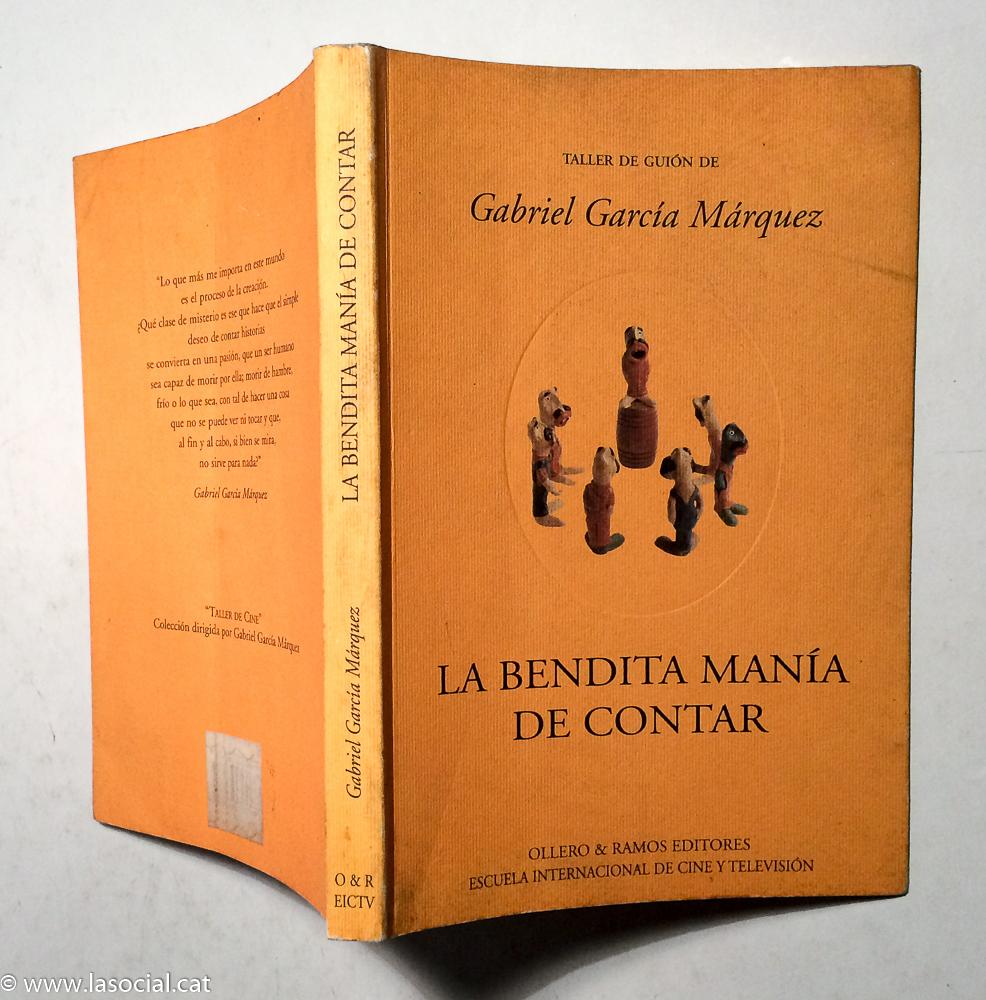 "Lo que más me importa en este mundo
es el proceso de la creación.
¿Qué clase de misterio es ese que hace que el simple
deseo de contar historias
se convierta en una pasión, que un ser humano
sea capaz de morir por ella; morir de hambre,
frío o lo que sea, con tal de hacer una cosa
que no se puede ver ni tocar y que,
al fin y al cabo, si bien se mira,
no sirve para nada?"
Gabriel García Márquez
"TALLER DE CINE"
Colección dirigida por Gabriel García Márquez
LA BENDITA MANÍA DE CONTAR
Gabriel García Márquez
O & R
EICTV
TALLER DE GUIÓN DE
Gabriel García Márquez
LA BENDITA MANÍA
DE CONTAR
OLLERO & RAMOS EDITORES
ESCUELA INTERNACIONAL DE CINE Y TELEVISIÓN
© www.lasocial.cat